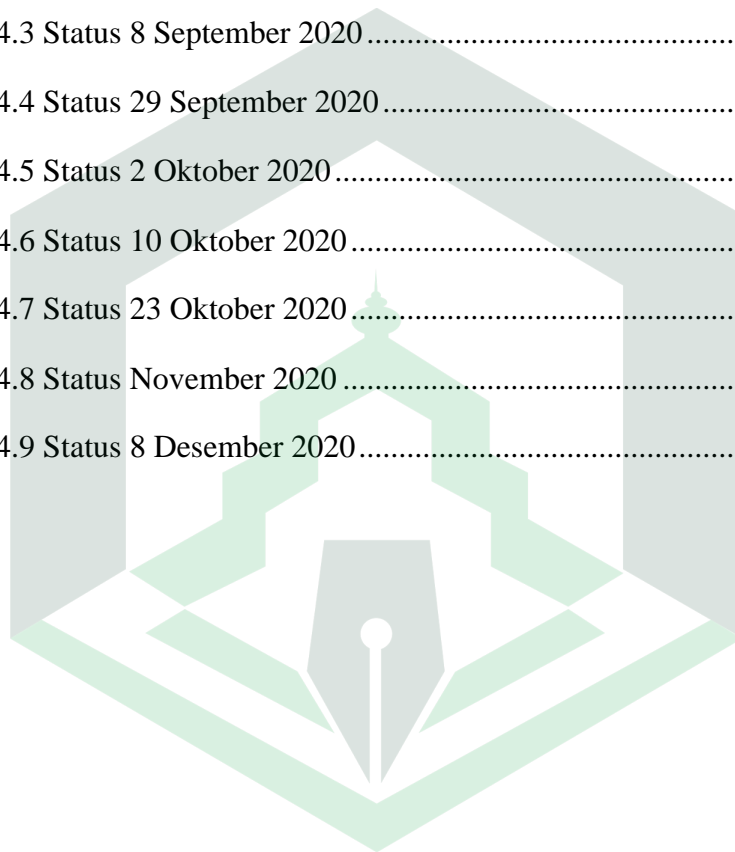 4.3 Status 8 September 2020................................................
4.4 Status 29 September 2020..............................................
4.5 Status 2 Oktober 2020....................................................
4.6 Status 10 Oktober 2020..................................................
4.7 Status 23 Oktober 2020..................................................
4.8 Status November 2020...................................................
4.9 Status 8 Desember 2020.................................................